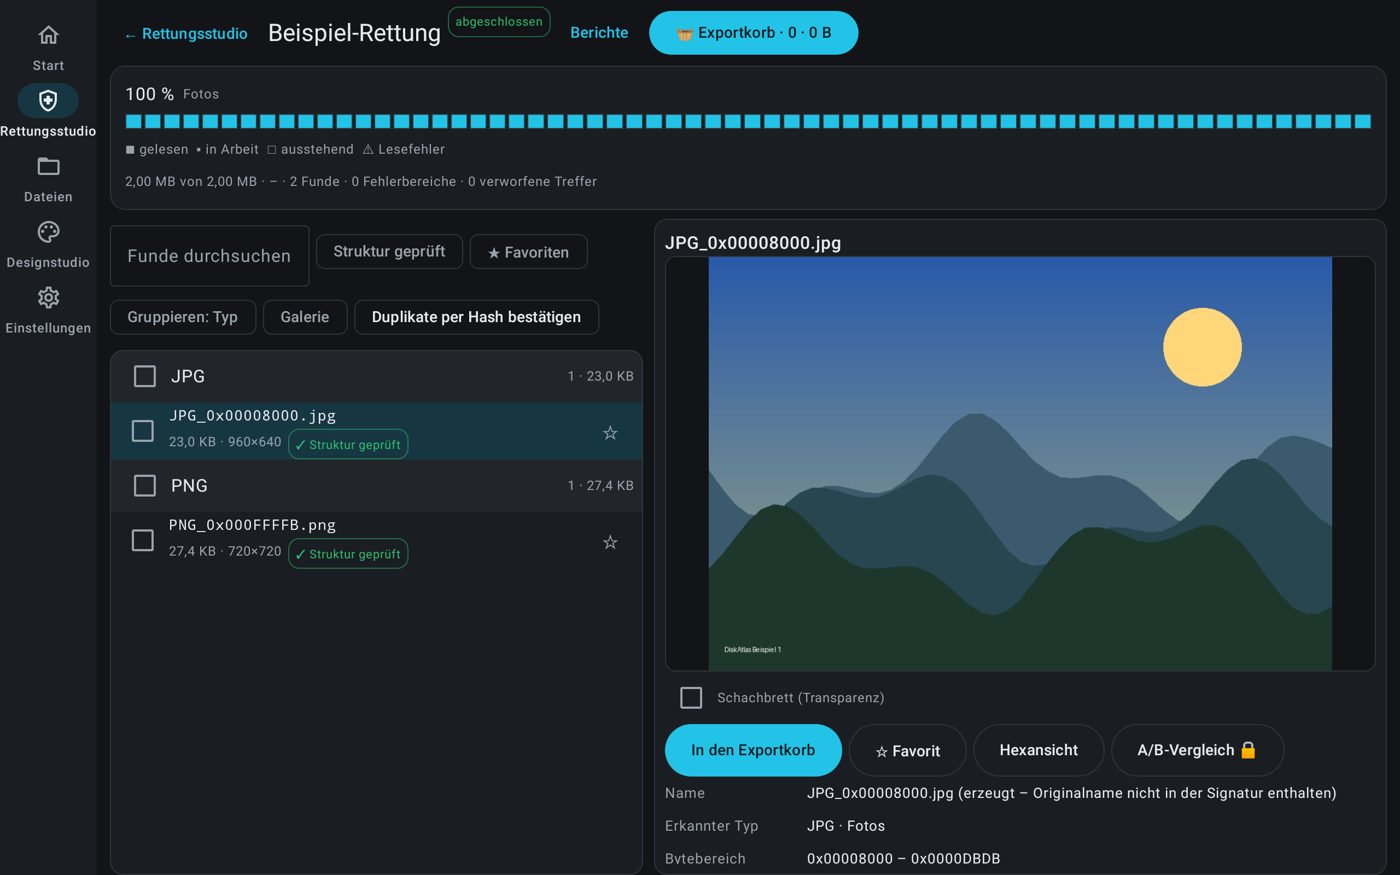 Start
Rettungsstudio
Dateien
Designstudio
Einstellungen
← Rettungsstudio
Beispiel-Rettung
abgeschlossen
Berichte
Exportkorb · 0 · 0 B
100 % Fotos
■ gelesen ▪ in Arbeit □ ausstehend ⚠ Lesefehler
2,00 MB von 2,00 MB · – · 2 Funde · 0 Fehlerbereiche · 0 verworfene Treffer
Funde durchsuchen
Struktur geprüft
★ Favoriten
Gruppieren: Typ
Galerie
Duplikate per Hash bestätigen
JPG
1 · 23,0 KB
JPG_0x00008000.jpg
23,0 KB · 960×640
✓ Struktur geprüft
☆
PNG
1 · 27,4 KB
PNG_0x000FFFFB.png
27,4 KB · 720×720
✓ Struktur geprüft
☆
JPG_0x00008000.jpg
DiskAtlas Beispiel 1
Schachbrett (Transparenz)
In den Exportkorb
☆ Favorit
Hexansicht
A/B-Vergleich 🔒
Name JPG_0x00008000.jpg (erzeugt – Originalname nicht in der Signatur enthalten)
Erkannter Typ JPG · Fotos
Bytebereich 0x00008000 – 0x0000DBDB